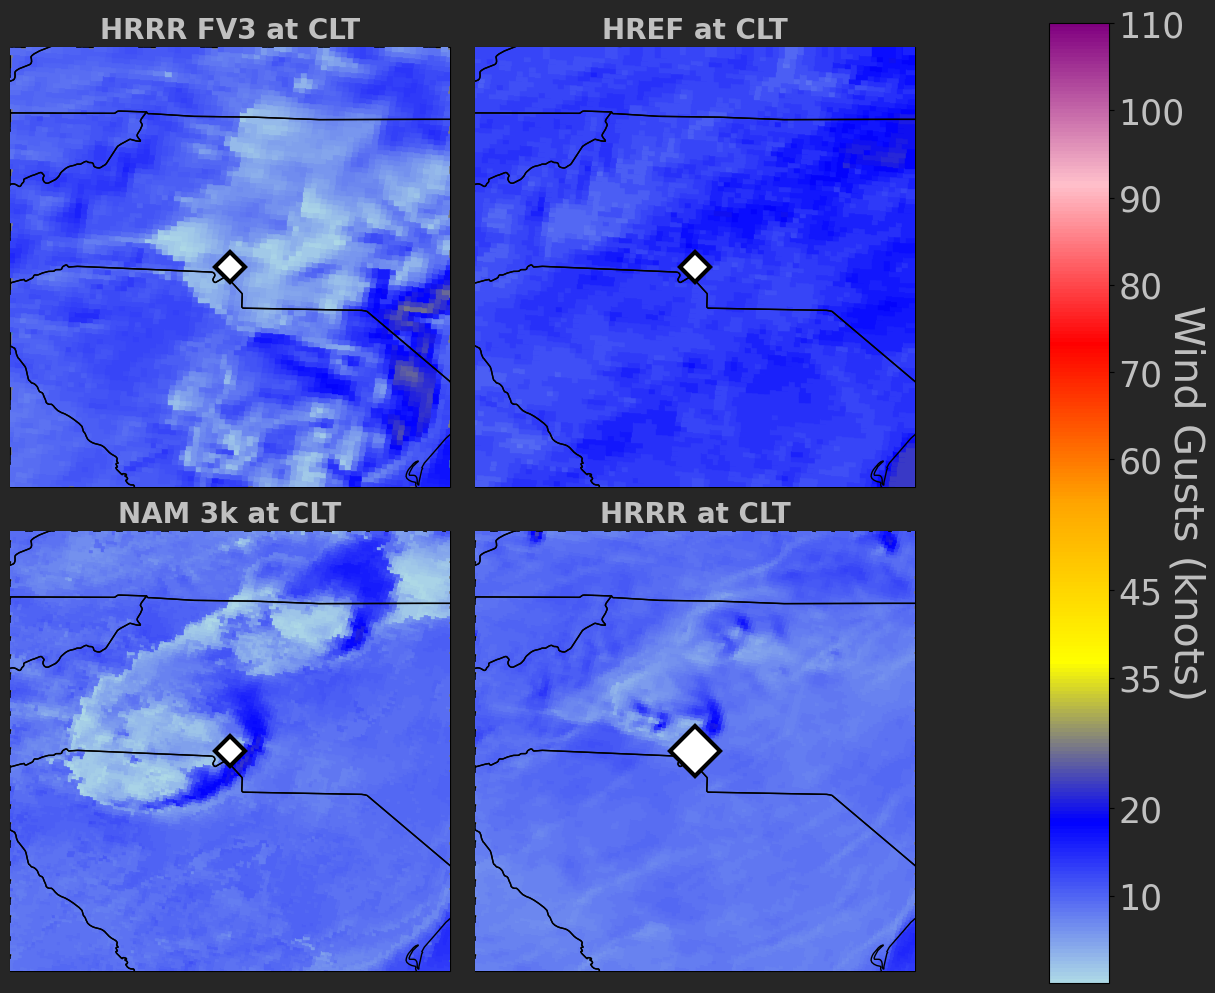 HRRR FV3 at CLT
HREF at CLT
NAM 3k at CLT
HRRR at CLT
110
100
90
80
70
60
45
35
20
10
Wind Gusts (knots)